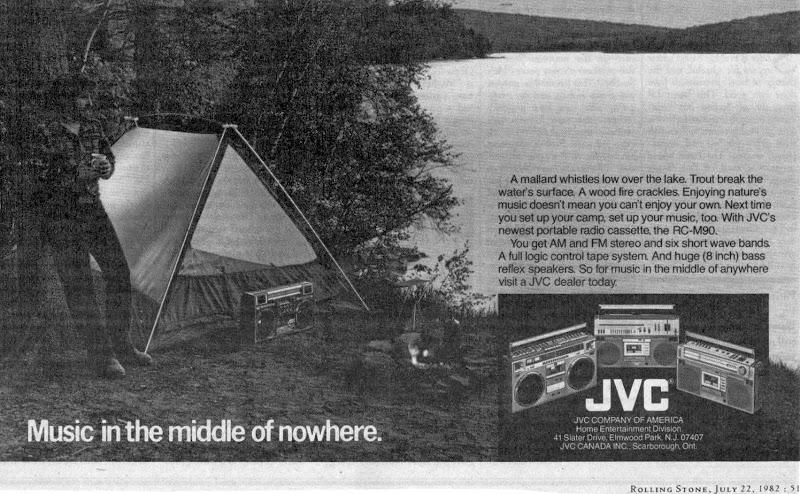 A mallard whistles low over the lake. Trout break the
water's surface. A wood fire crackles. Enjoying nature's
music doesn't mean you can't enjoy your own. Next time
you set up your camp, set up your music, too. With JVC's
newest portable radio cassette, the RC-M90.
You get AM and FM stereo and six short wave bands.
A full logic control tape system. And huge (8 inch) bass
reflex speakers. So for music in the middle of anywhere
visit a JVC dealer today.
JVC
JVC COMPANY OF AMERICA
Home Entertainment Division
41 Slater Drive, Elmwood Park, N.J. 07407
JVC CANADA INC., Scarborough, Ont.
Music in the middle of nowhere.
ROLLING STONE, JULY 22, 1982 : 51